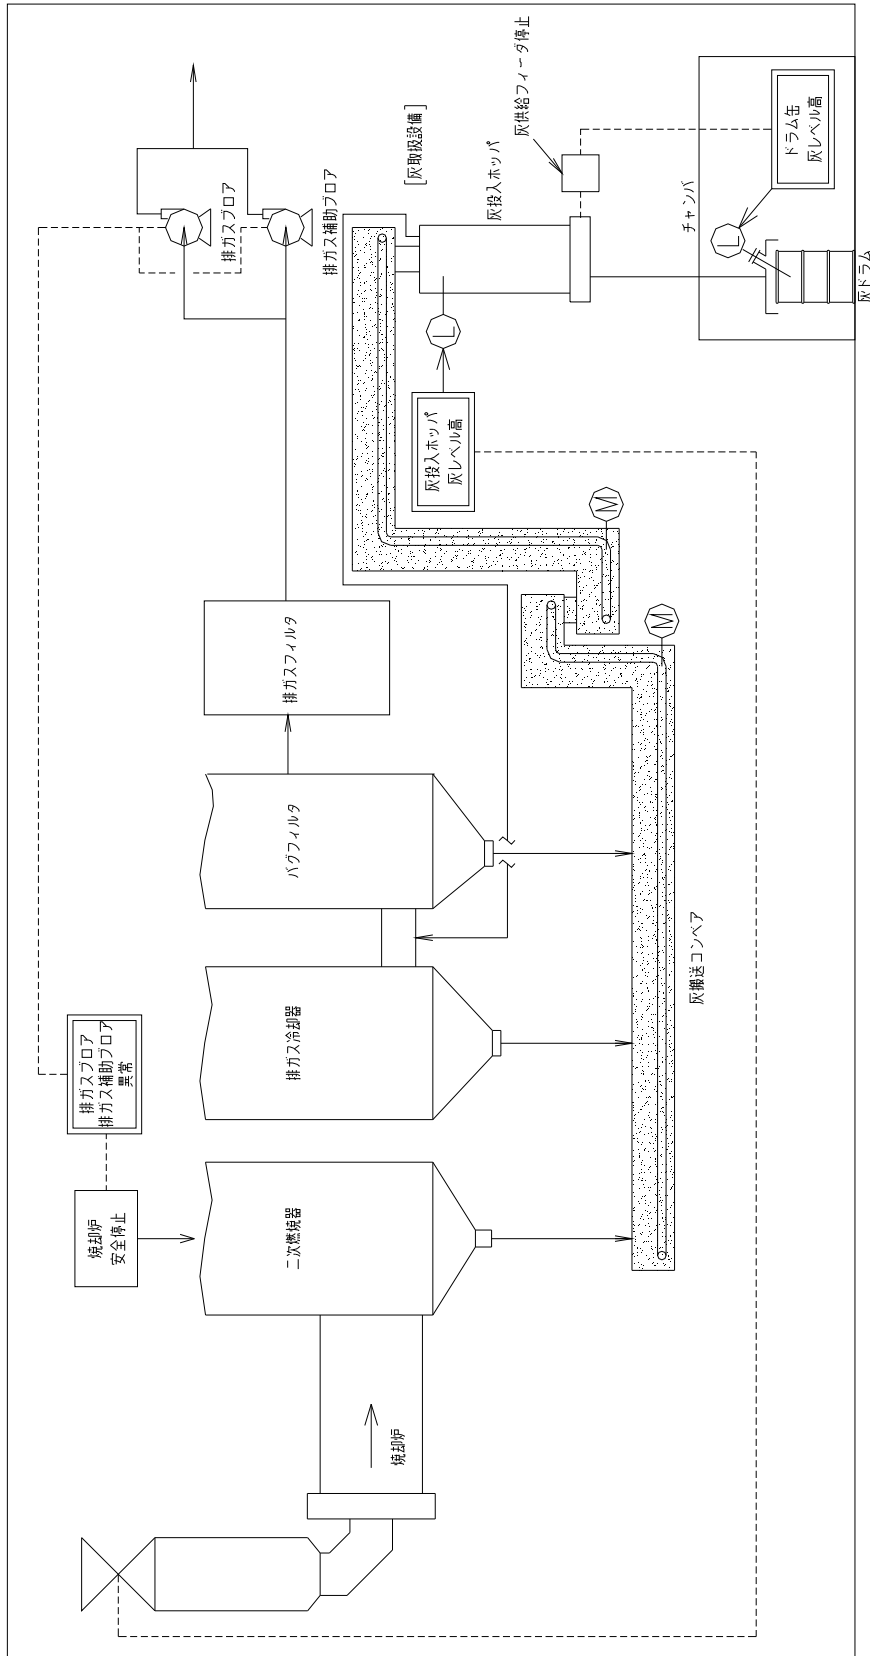 排ガスブロア
排ガス補助ブロア
異常
焼却炉
安全停止
焼却炉
二次燃焼器
排ガス冷却器
バグフィルタ
排ガスフィルタ
排ガスブロア
排ガス補助ブロア
[灰取扱設備]
灰投入ホッパ
灰供給フィーダ停止
L
灰投入ホッパ
灰レベル高
M
M
灰搬送コンベア
チャンバ
ドラム缶
灰レベル高
L
灰ドラム